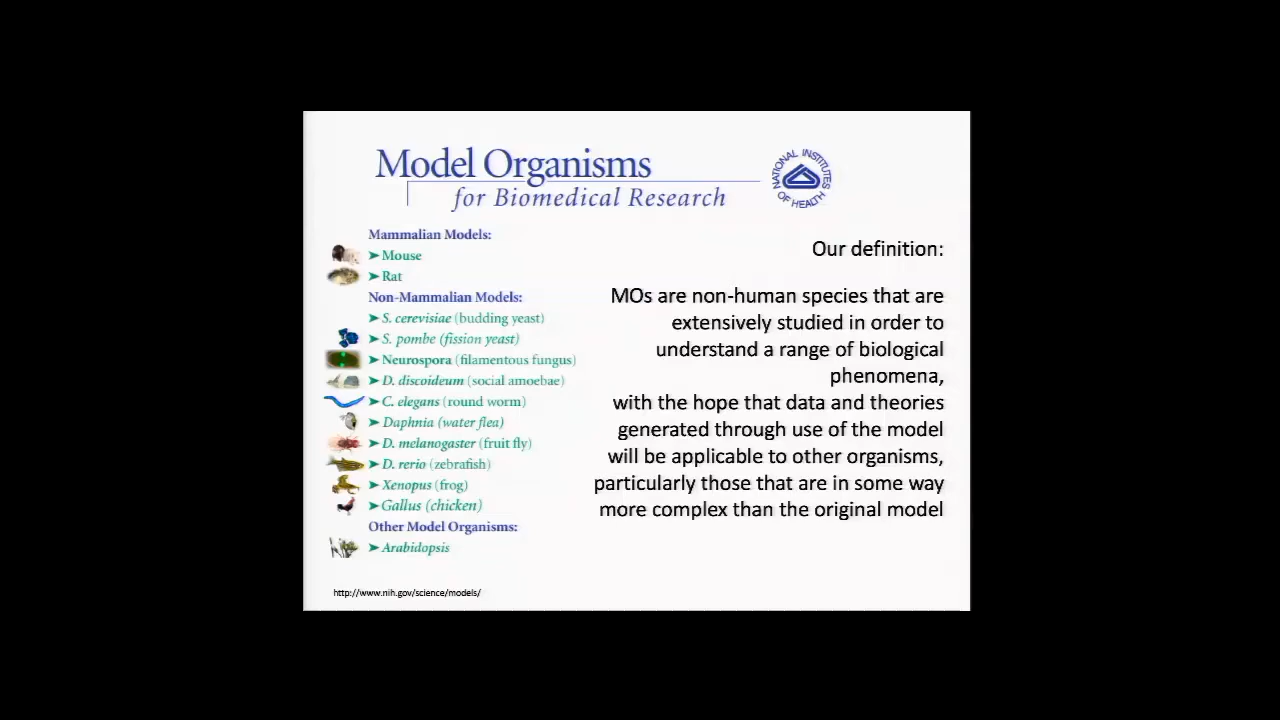 Model Organisms
for Biomedical Research
NATIONAL INSTITUTES OF HEALTH
Mammalian Models:
➤ Mouse
➤ Rat
Non-Mammalian Models:
➤ S. cerevisiae (budding yeast)
➤ S. pombe (fission yeast)
➤ Neurospora (filamentous fungus)
➤ D. discoideum (social amoebae)
➤ C. elegans (round worm)
➤ Daphnia (water flea)
➤ D. melanogaster (fruit fly)
➤ D. rerio (zebrafish)
➤ Xenopus (frog)
➤ Gallus (chicken)
Other Model Organisms:
➤ Arabidopsis
http://www.nih.gov/science/models/
Our definition:
MOs are non-human species that are
extensively studied in order to
understand a range of biological
phenomena,
with the hope that data and theories
generated through use of the model
will be applicable to other organisms,
particularly those that are in some way
more complex than the original model